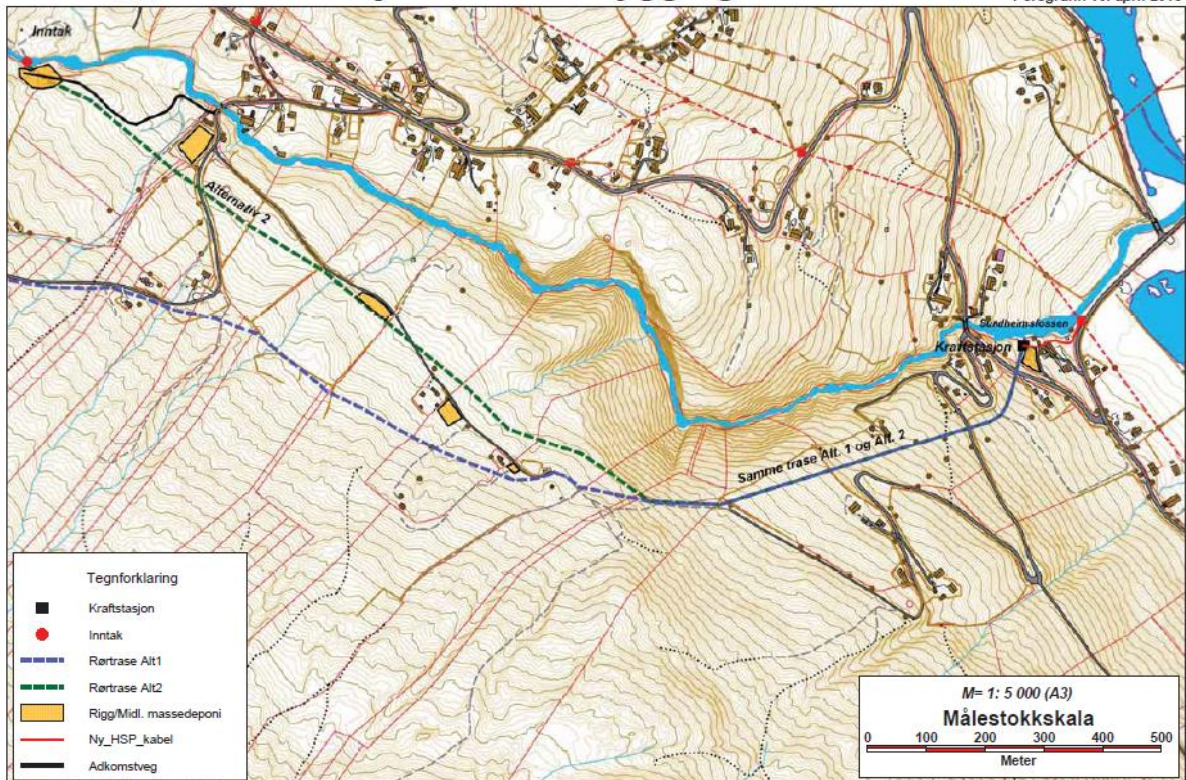 Inntak
Alternativ 2
Sundheimsfossen
Kraftstasjon
Samme trase Alt. 1 og Alt. 2
Tegnforklaring
Kraftstasjon
Inntak
Rørtrase Alt1
Rørtrase Alt2
Rigg/Midl. massedeponi
Ny_HSP_kabel
Adkomstveg
M= 1: 5 000 (A3)
Målestokkskala
0 100 200 300 400 500
Meter